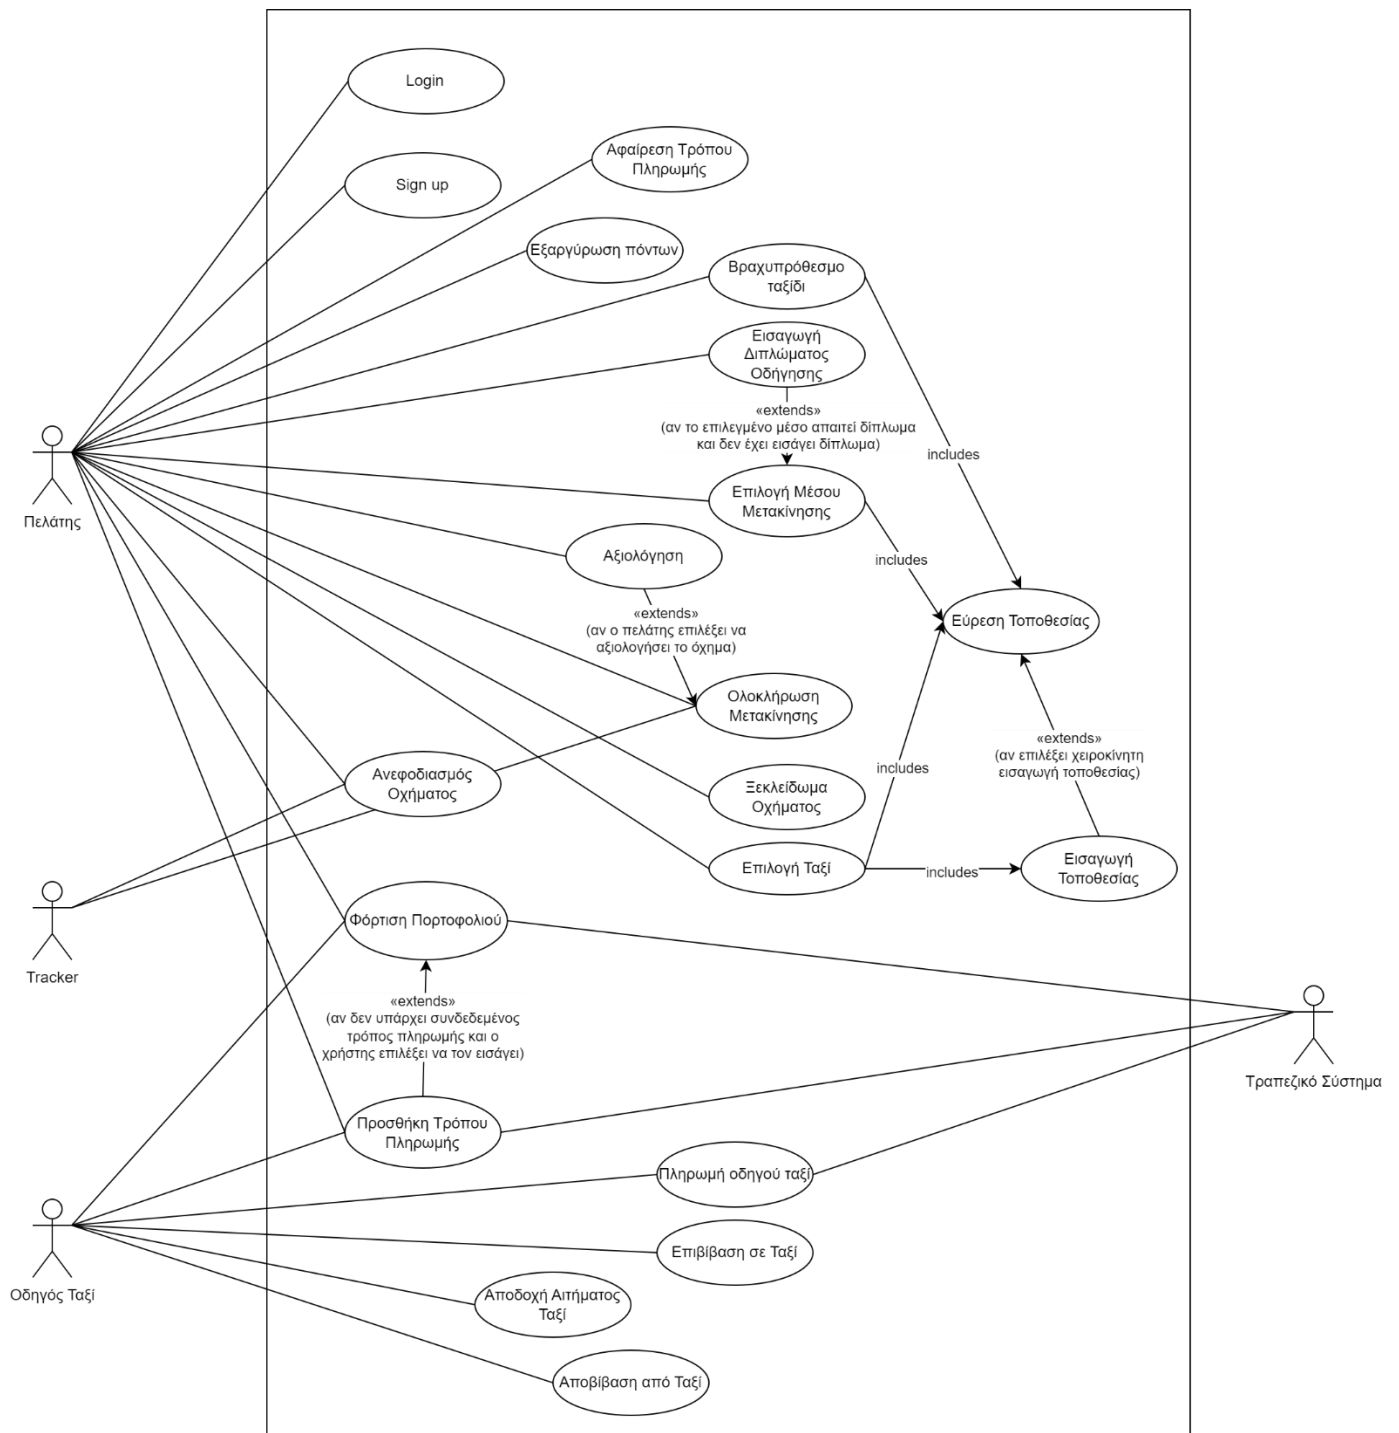 Login
Αφαίρεση Τρόπου
Πληρωμής
Sign up
Εξαργύρωση πόντων
Βραχυπρόθεσμο
ταξίδι
Εισαγωγή
Διπλώματος
Οδήγησης
«extends»
(αν το επιλεγμένο μέσο απαιτεί δίπλωμα
και δεν έχει εισάγει δίπλωμα)
includes
Πελάτης
Επιλογή Μέσου
Μετακίνησης
Αξιολόγηση
includes
«extends»
(αν ο πελάτης επιλέξει να
αξιολογήσει το όχημα)
Εύρεση Τοποθεσίας
Ολοκλήρωση
Μετακίνησης
«extends»
(αν επιλέξει χειροκίνητη
εισαγωγή τοποθεσίας)
includes
Ανεφοδιασμός
Οχήματος
Ξεκλείδωμα
Οχήματος
Επιλογή Ταξί
includes
Εισαγωγή
Τοποθεσίας
Tracker
Φόρτιση Πορτοφολιού
«extends»
(αν δεν υπάρχει συνδεδεμένος
τρόπος πληρωμής και ο
χρήστης επιλέξει να τον εισάγει)
Τραπεζικό Σύστημα
Προσθήκη Τρόπου
Πληρωμής
Πληρωμή οδηγού ταξί
Επιβίβαση σε Ταξί
Οδηγός Ταξί
Αποδοχή Αιτήματος
Ταξί
Αποβίβαση από Ταξί